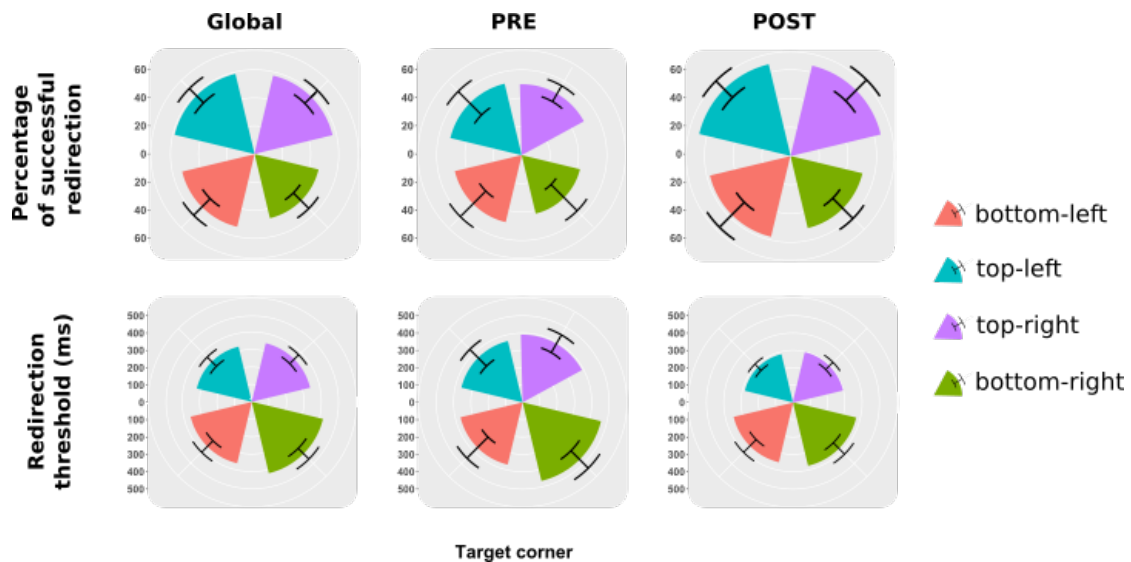 Global PRE POST
Percentage
of successful
redirection
60 60 60
40 40 40
20 20 20
0 0 0
20 20 20
40 40 40
60 60 60
bottom-left
top-left
top-right
bottom-right
Redirection
threshold (ms)
500 500 500
400 400 400
300 300 300
200 200 200
100 100 100
0 0 0
100 100 100
200 200 200
300 300 300
400 400 400
500 500 500
Target corner